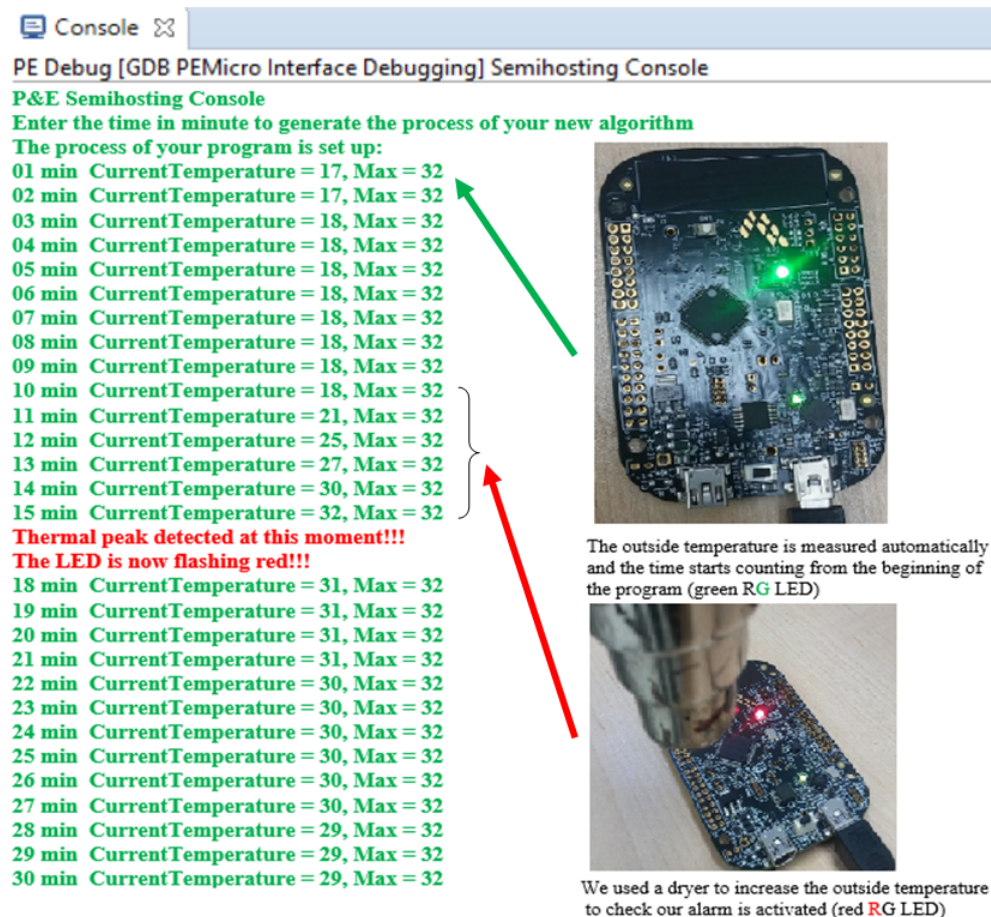 Console
PE Debug [GDB PEMicro Interface Debugging] Semihosting Console
P&E Semihosting Console
Enter the time in minute to generate the process of your new algorithm
The process of your program is set up:
01 min CurrentTemperature = 17, Max = 32
02 min CurrentTemperature = 17, Max = 32
03 min CurrentTemperature = 18, Max = 32
04 min CurrentTemperature = 18, Max = 32
05 min CurrentTemperature = 18, Max = 32
06 min CurrentTemperature = 18, Max = 32
07 min CurrentTemperature = 18, Max = 32
08 min CurrentTemperature = 18, Max = 32
09 min CurrentTemperature = 18, Max = 32
10 min CurrentTemperature = 18, Max = 32
11 min CurrentTemperature = 21, Max = 32
12 min CurrentTemperature = 25, Max = 32
13 min CurrentTemperature = 27, Max = 32
14 min CurrentTemperature = 30, Max = 32
15 min CurrentTemperature = 32, Max = 32
Thermal peak detected at this moment!!!
The LED is now flashing red!!!
18 min CurrentTemperature = 31, Max = 32
19 min CurrentTemperature = 31, Max = 32
20 min CurrentTemperature = 31, Max = 32
21 min CurrentTemperature = 31, Max = 32
22 min CurrentTemperature = 30, Max = 32
23 min CurrentTemperature = 30, Max = 32
24 min CurrentTemperature = 30, Max = 32
25 min CurrentTemperature = 30, Max = 32
26 min CurrentTemperature = 30, Max = 32
27 min CurrentTemperature = 30, Max = 32
28 min CurrentTemperature = 29, Max = 32
29 min CurrentTemperature = 29, Max = 32
30 min CurrentTemperature = 29, Max = 32
The outside temperature is measured automatically
and the time starts counting from the beginning of
the program (green RG LED)
We used a dryer to increase the outside temperature
to check our alarm is activated (red RG LED)